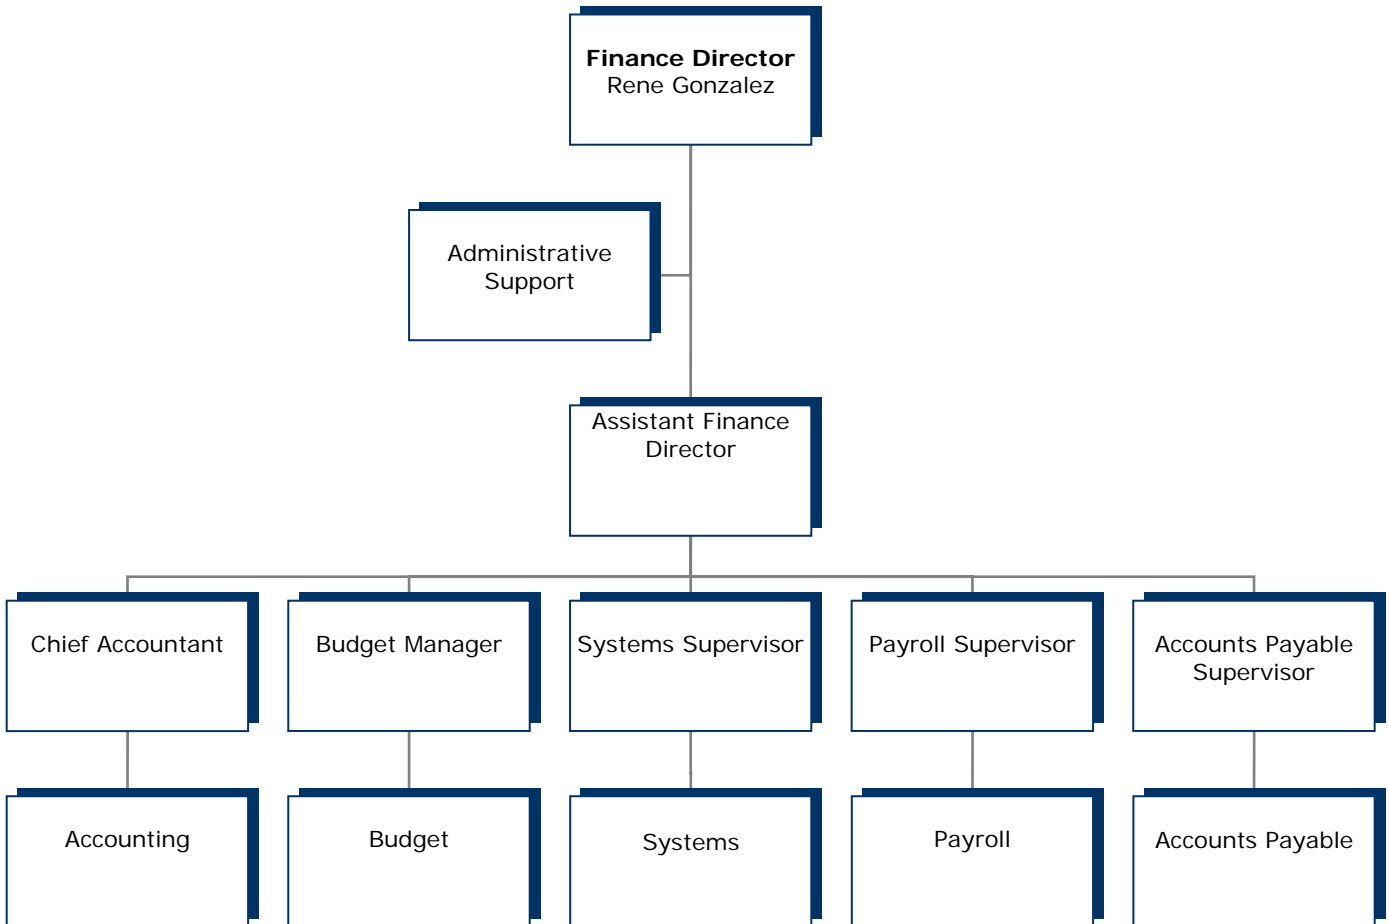 Finance Director
Rene Gonzalez
Administrative
Support
Assistant Finance
Director
Chief Accountant
Budget Manager
Systems Supervisor
Payroll Supervisor
Accounts Payable
Supervisor
Accounting
Budget
Systems
Payroll
Accounts Payable